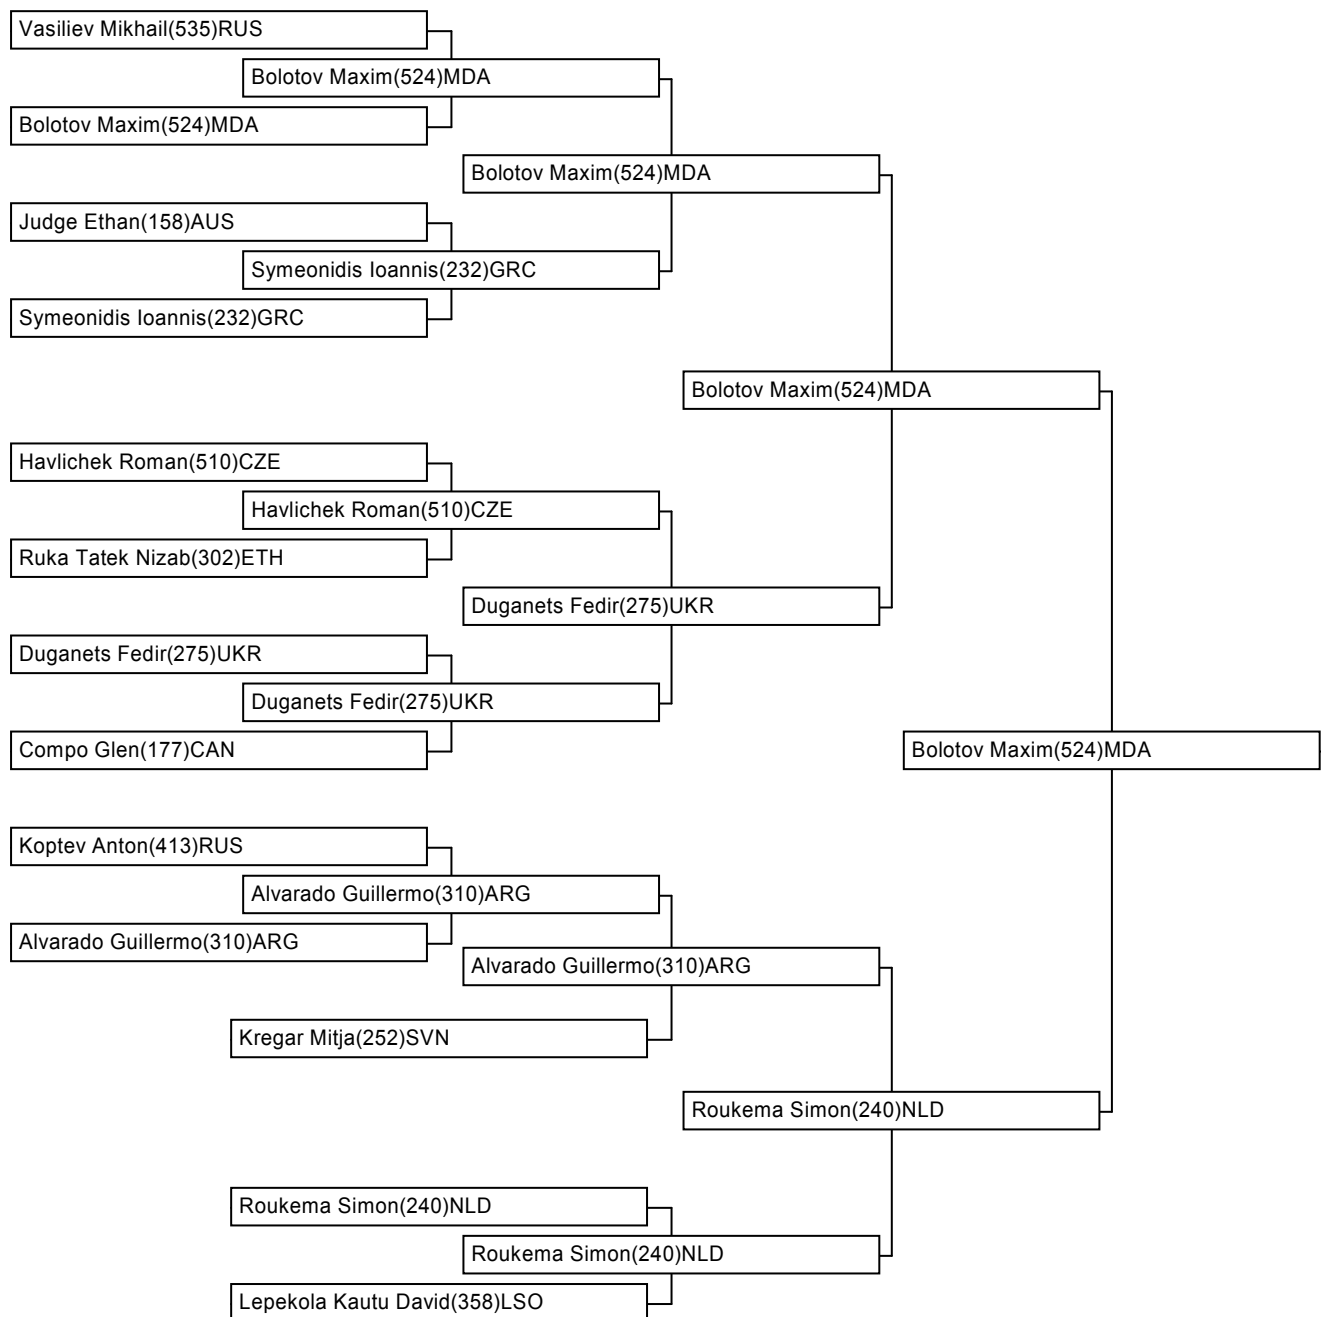 Vasiliev Mikhail(535)RUS
Bolotov Maxim(524)MDA
Bolotov Maxim(524)MDA
Bolotov Maxim(524)MDA
Judge Ethan(158)AUS
Symeonidis Ioannis(232)GRC
Symeonidis Ioannis(232)GRC
Bolotov Maxim(524)MDA
Havlichek Roman(510)CZE
Havlichek Roman(510)CZE
Ruka Tatek Nizab(302)ETH
Duganets Fedir(275)UKR
Duganets Fedir(275)UKR
Duganets Fedir(275)UKR
Compo Glen(177)CAN
Bolotov Maxim(524)MDA
Koptev Anton(413)RUS
Alvarado Guillermo(310)ARG
Alvarado Guillermo(310)ARG
Alvarado Guillermo(310)ARG
Kregar Mitja(252)SVN
Roukema Simon(240)NLD
Roukema Simon(240)NLD
Roukema Simon(240)NLD
Lepekola Kautu David(358)LSO